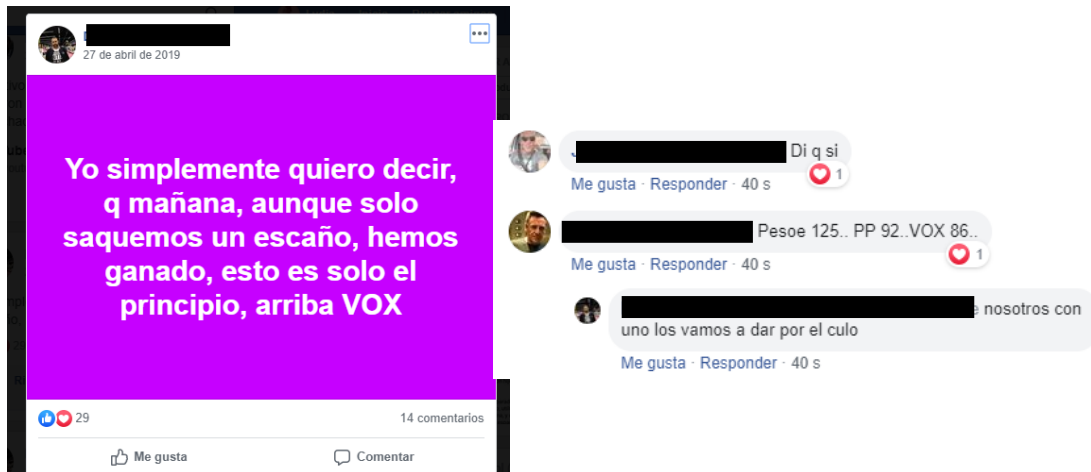 27 de abril de 2019
Yo simplemente quiero decir,
q mañana, aunque solo
saquemos un escaño, hemos
ganado, esto es solo el
principio, arriba VOX
29
14 comentarios
Me gusta
Comentar
Di q si
1
Me gusta · Responder · 40 s
Pesoe 125.. PP 92..VOX 86..
1
Me gusta · Responder · 40 s
nosotros con
uno los vamos a dar por el culo
Me gusta · Responder · 40 s